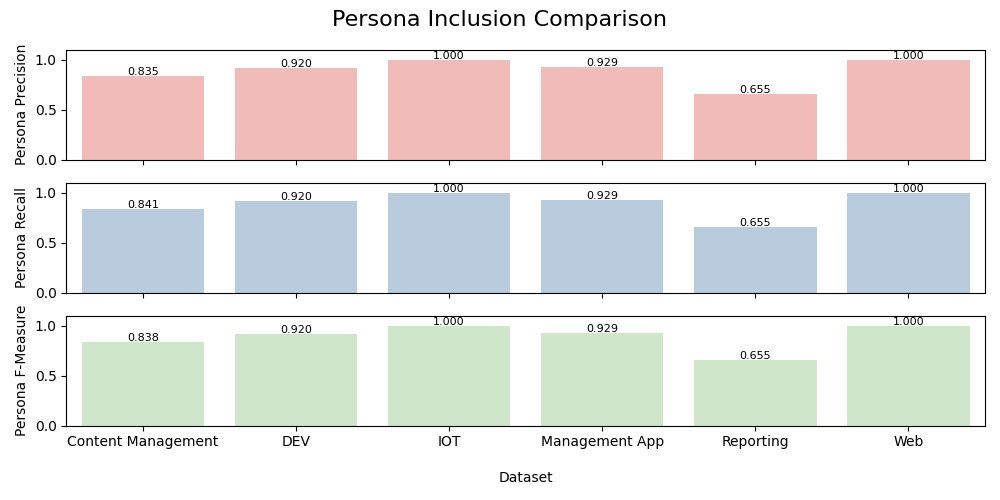 Persona Inclusion Comparison
Persona Precision
1.0
0.5
0.0
0.835
0.920
1.000
0.929
0.655
1.000
Persona Recall
1.0
0.5
0.0
0.841
0.920
1.000
0.929
0.655
1.000
Persona F-Measure
1.0
0.5
0.0
0.838
0.920
1.000
0.929
0.655
1.000
Content Management
DEV
IOT
Management App
Reporting
Web
Dataset